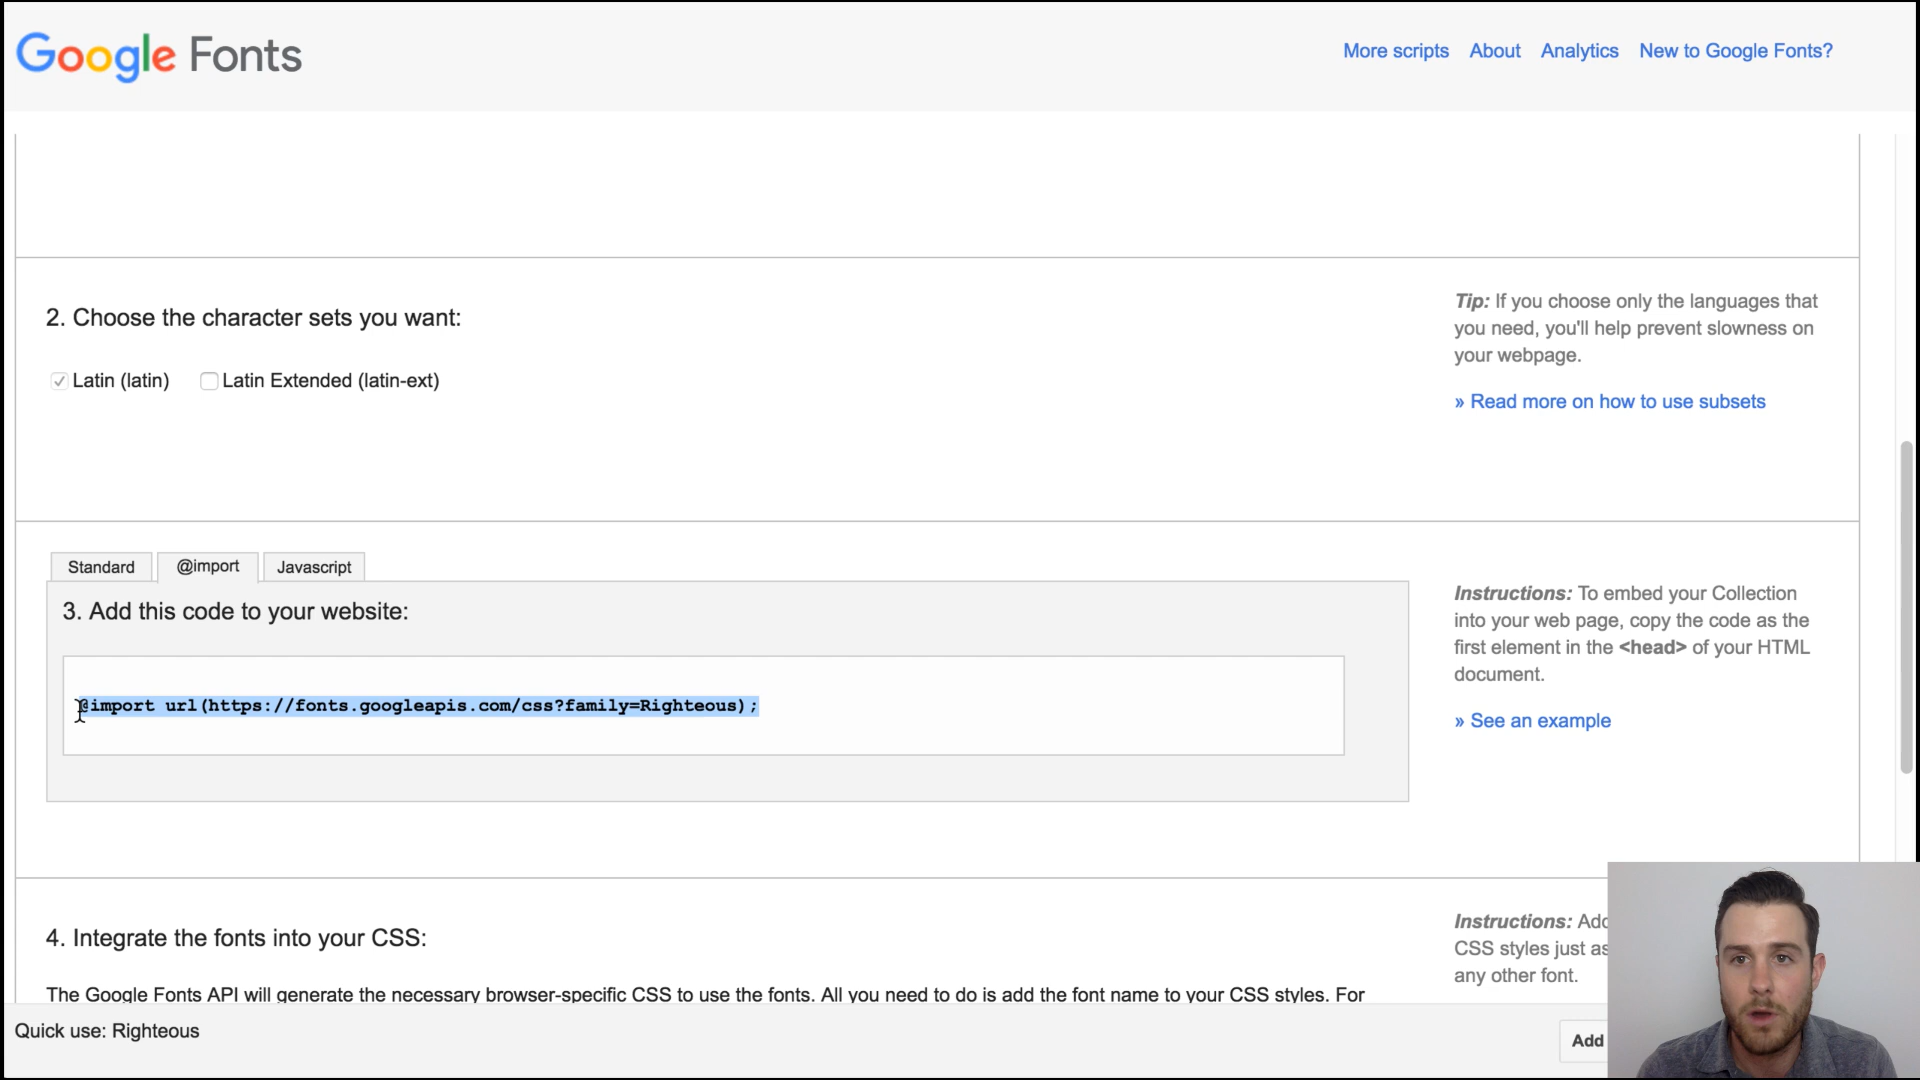 Google Fonts
More scripts About Analytics New to Google Fonts?
2. Choose the character sets you want:
Latin (latin) Latin Extended (latin-ext)
Tip: If you choose only the languages that
you need, you'll help prevent slowness on
your webpage.
» Read more on how to use subsets
Standard @import Javascript
3. Add this code to your website:
@import url(https://fonts.googleapis.com/css?family=Righteous);
Instructions: To embed your Collection
into your web page, copy the code as the
first element in the <head> of your HTML
document.
» See an example
4. Integrate the fonts into your CSS:
The Google Fonts API will generate the necessary browser-specific CSS to use the fonts. All you need to do is add the font name to your CSS styles. For
Instructions: Add
CSS styles just as
any other font.
Quick use: Righteous
Add